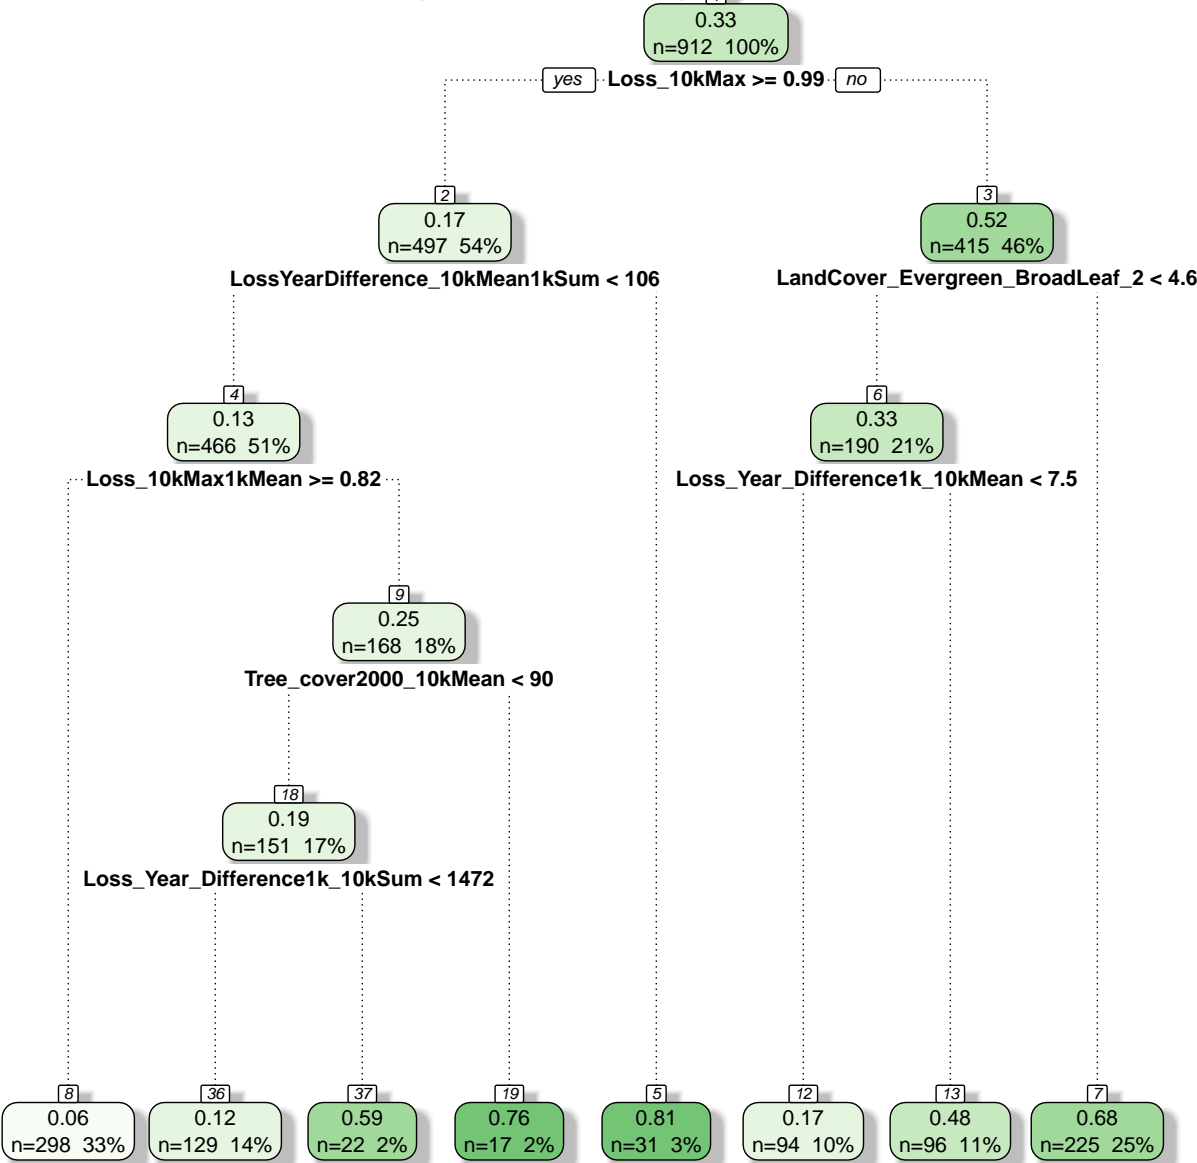 0.33
n=912 100%
yes Loss_10kMax >= 0.99 no
2
0.17
n=497 54%
3
0.52
n=415 46%
LossYearDifference_10kMean1kSum < 106
LandCover_Evergreen_BroadLeaf_2 < 4.6
4
0.13
n=466 51%
6
0.33
n=190 21%
Loss_10kMax1kMean >= 0.82
Loss_Year_Difference1k_10kMean < 7.5
9
0.25
n=168 18%
Tree_cover2000_10kMean < 90
18
0.19
n=151 17%
Loss_Year_Difference1k_10kSum < 1472
8
0.06
n=298 33%
36
0.12
n=129 14%
37
0.59
n=22 2%
19
0.76
n=17 2%
5
0.81
n=31 3%
12
0.17
n=94 10%
13
0.48
n=96 11%
7
0.68
n=225 25%